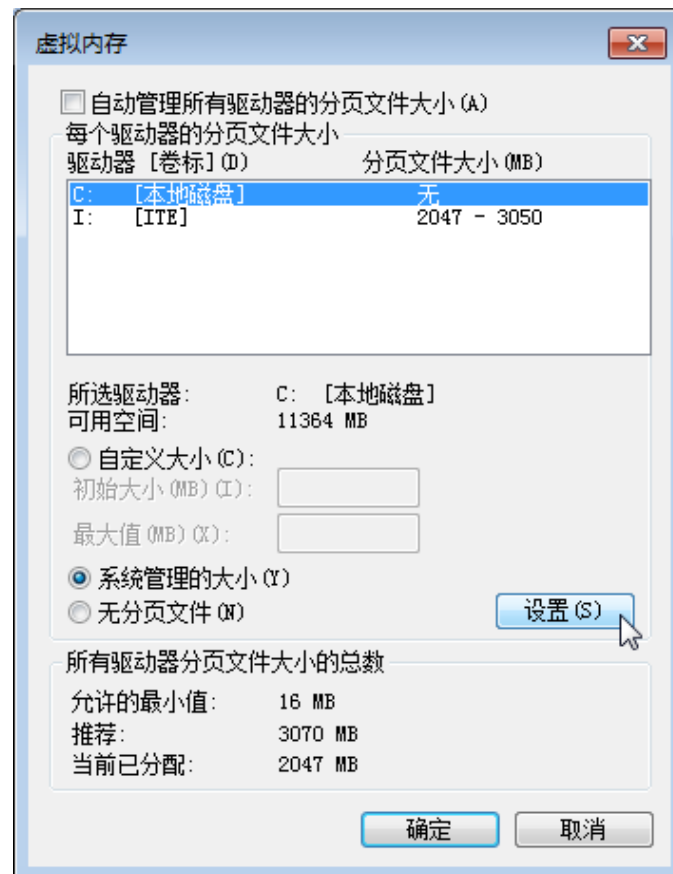 虚拟内存
自动管理所有驱动器的分页文件大小(A)
每个驱动器的分页文件大小
驱动器 [卷标](D) 分页文件大小(MB)
C: [本地磁盘] 无
I: [ITE] 2047 - 3050
所选驱动器: C: [本地磁盘]
可用空间: 11364 MB
自定义大小(C):
初始大小(MB)(I):
最大值(MB)(X):
系统管理的大小(Y)
无分页文件(N) 设置(S)
所有驱动器分页文件大小的总数
允许的最小值: 16 MB
推荐: 3070 MB
当前已分配: 2047 MB
确定 取消